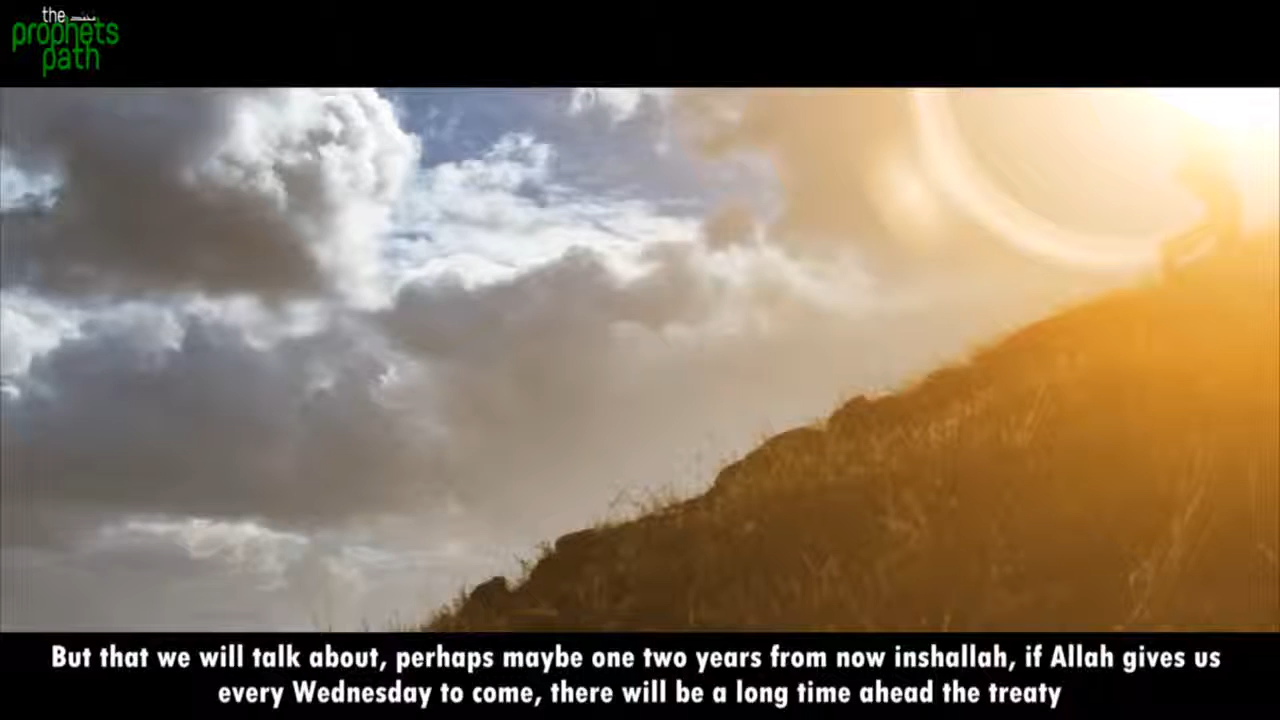 the محمد
prophets
path
But that we will talk about, perhaps maybe one two years from now inshallah, if Allah gives us
every Wednesday to come, there will be a long time ahead the treaty